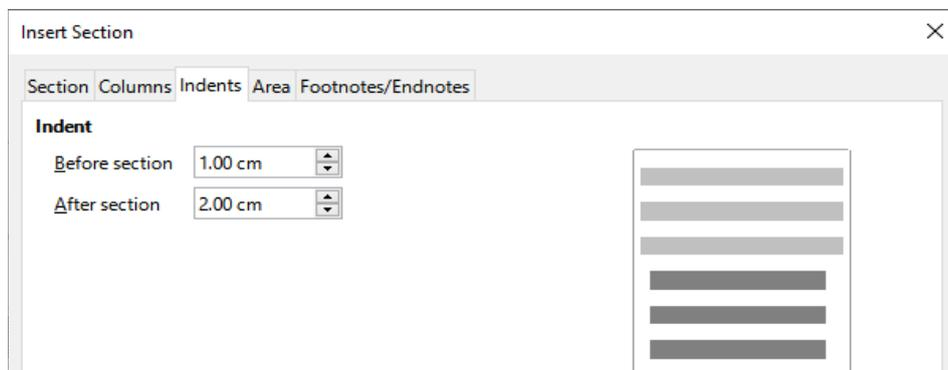 Insert Section
Section Columns Indents Area Footnotes/Endnotes
Indent
Before section 1.00 cm
After section 2.00 cm